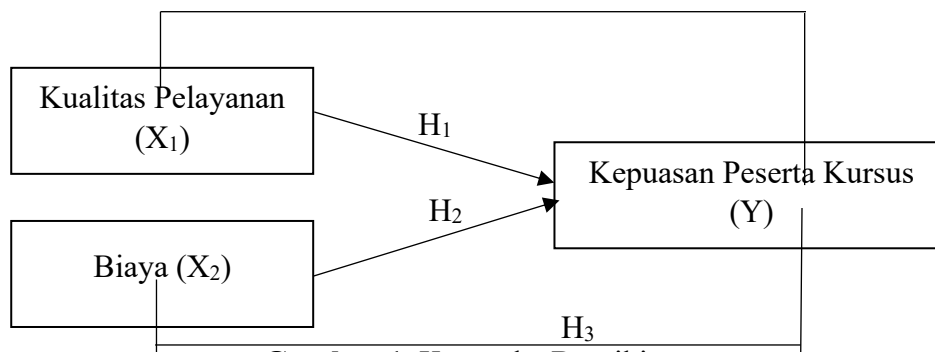 Kualitas Pelayanan
(X₁)
H₁
Kepuasan Peserta Kursus
(Y)
H₂
Biaya (X₂)
H₃